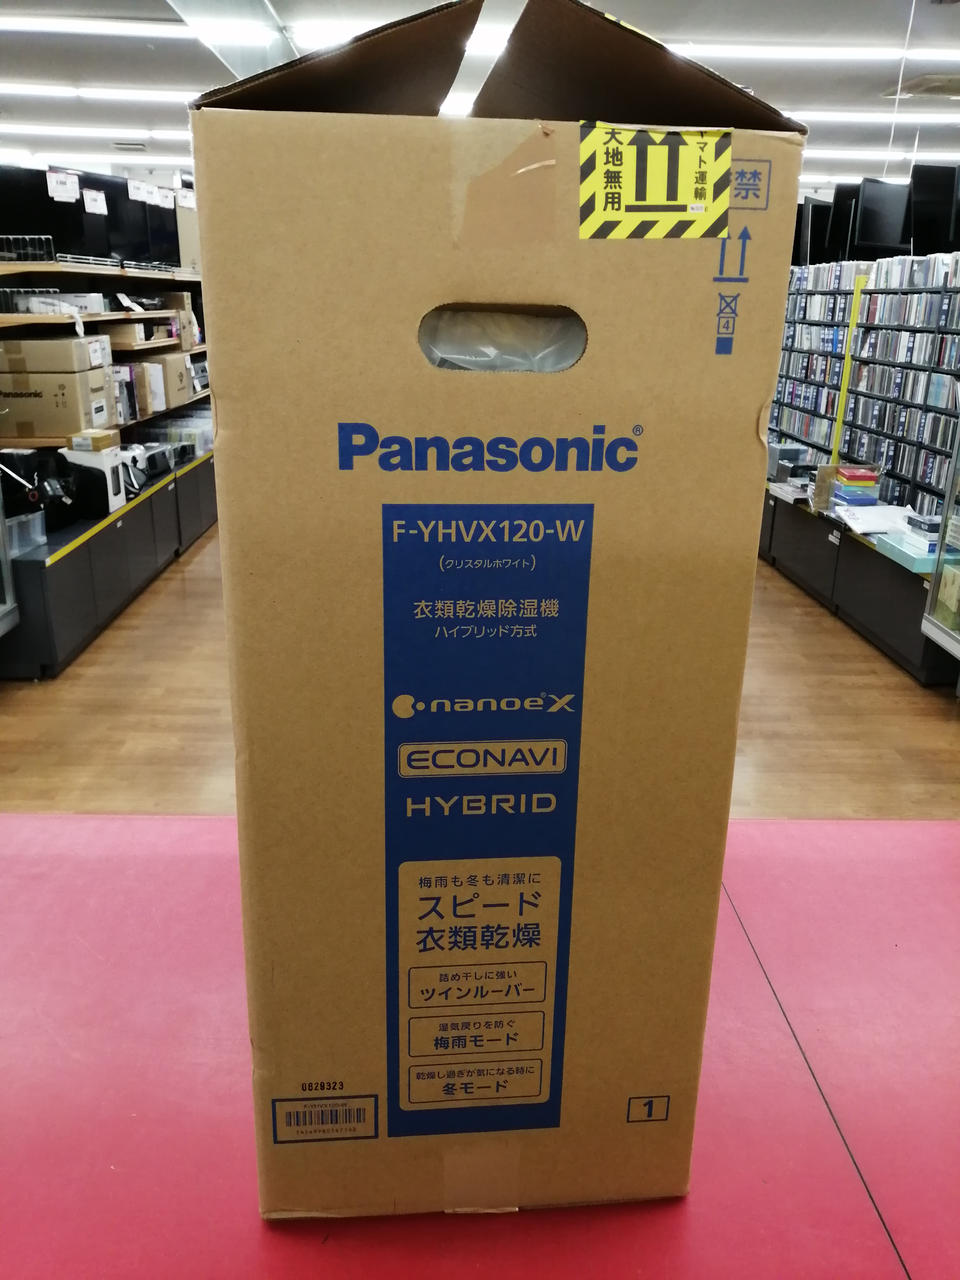 天地無用
ヤマト運輸
禁
4
Panasonic®
F-YHVX120-W
(クリスタルホワイト)
衣類乾燥除湿機
ハイブリッド方式
nanoe®X
ECONAVI
HYBRID
梅雨も冬も清潔に
スピード
衣類乾燥
詰め干しに強い
ツインルーバー
湿気戻りを防ぐ
梅雨モード
乾燥し過ぎが気になる時に
冬モード
0829323
F-YHVX120-W
1
Panasonic